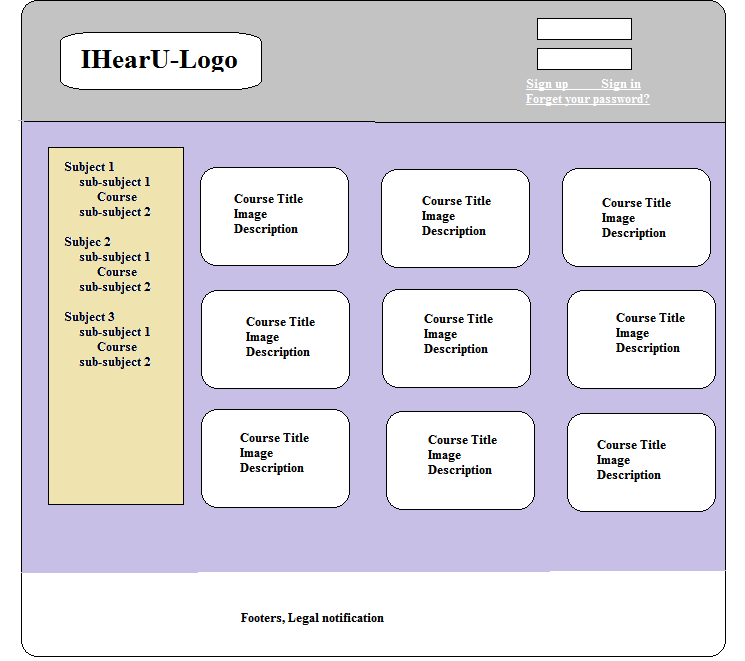 IHearU-Logo
Sign up Sign in
Forget your password?
Subject 1
sub-subject 1
Course
sub-subject 2
Subjec 2
sub-subject 1
Course
sub-subject 2
Subject 3
sub-subject 1
Course
sub-subject 2
Course Title
Image
Description
Course Title
Image
Description
Course Title
Image
Description
Course Title
Image
Description
Course Title
Image
Description
Course Title
Image
Description
Course Title
Image
Description
Course Title
Image
Description
Course Title
Image
Description
Footers, Legal notification